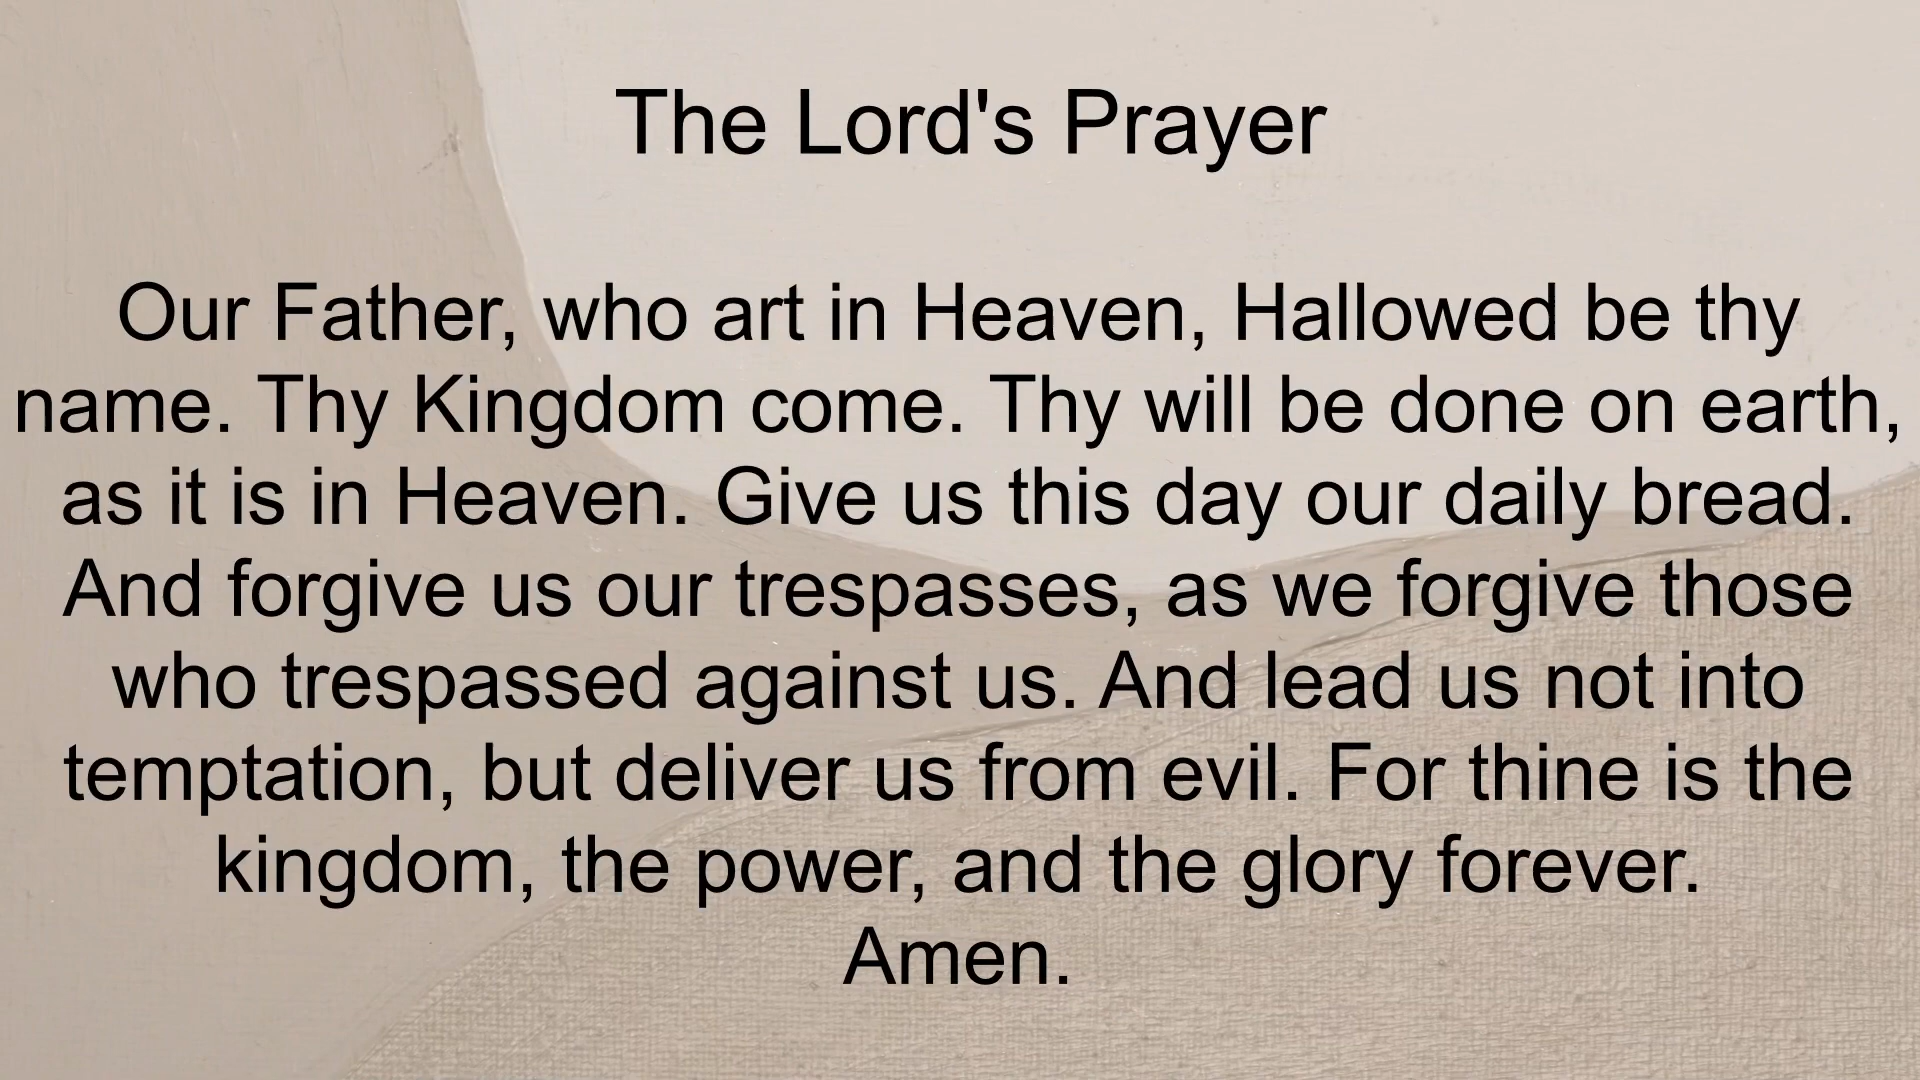 The Lord's Prayer
Our Father, who art in Heaven, Hallowed be thy
name. Thy Kingdom come. Thy will be done on earth,
as it is in Heaven. Give us this day our daily bread.
And forgive us our trespasses, as we forgive those
who trespassed against us. And lead us not into
temptation, but deliver us from evil. For thine is the
kingdom, the power, and the glory forever.
Amen.